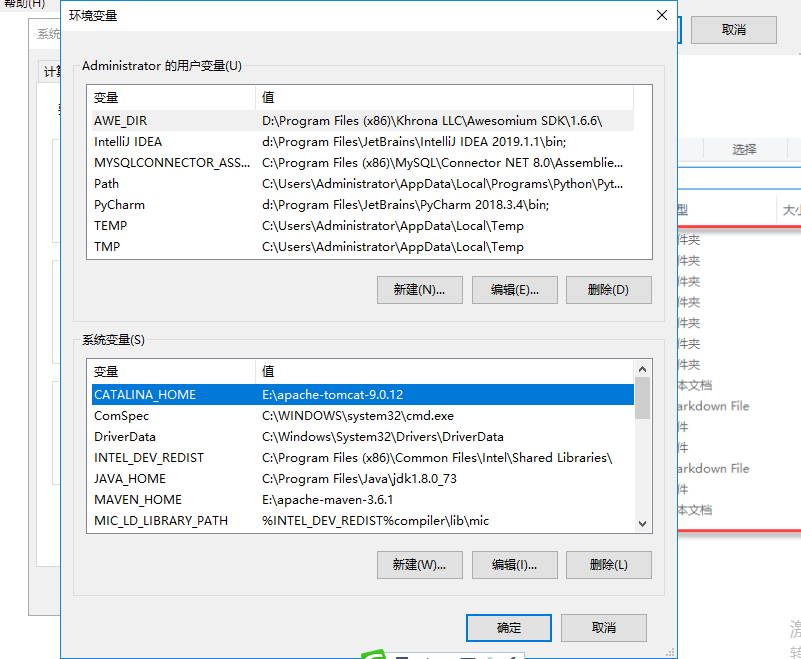 帮助(H)
环境变量
取消
系统
计算
Administrator 的用户变量(U)
变量 值
AWE_DIR D:\Program Files (x86)\Khrona LLC\Awesomium SDK\1.6.6\
IntelliJ IDEA d:\Program Files\JetBrains\IntelliJ IDEA 2019.1.1\bin;
MYSQLCONNECTOR_ASS... C:\Program Files (x86)\MySQL\Connector NET 8.0\Assemblie...
Path C:\Users\Administrator\AppData\Local\Programs\Python\Pyt...
PyCharm d:\Program Files\JetBrains\PyCharm 2018.3.4\bin;
TEMP C:\Users\Administrator\AppData\Local\Temp
TMP C:\Users\Administrator\AppData\Local\Temp
新建(N)... 编辑(E)... 删除(D)
系统变量(S)
变量 值
CATALINA_HOME E:\apache-tomcat-9.0.12
ComSpec C:\WINDOWS\system32\cmd.exe
DriverData C:\Windows\System32\Drivers\DriverData
INTEL_DEV_REDIST C:\Program Files (x86)\Common Files\Intel\Shared Libraries\
JAVA_HOME C:\Program Files\Java\jdk1.8.0_73
MAVEN_HOME E:\apache-maven-3.6.1
MIC_LD_LIBRARY_PATH %INTEL_DEV_REDIST%compiler\lib\mic
新建(W)... 编辑(I)... 删除(L)
确定 取消
选择
型 大小
件夹
件夹
件夹
件夹
件夹
件夹
件夹
本文档
arkdown File
件
件
arkdown File
件
本文档
激
转